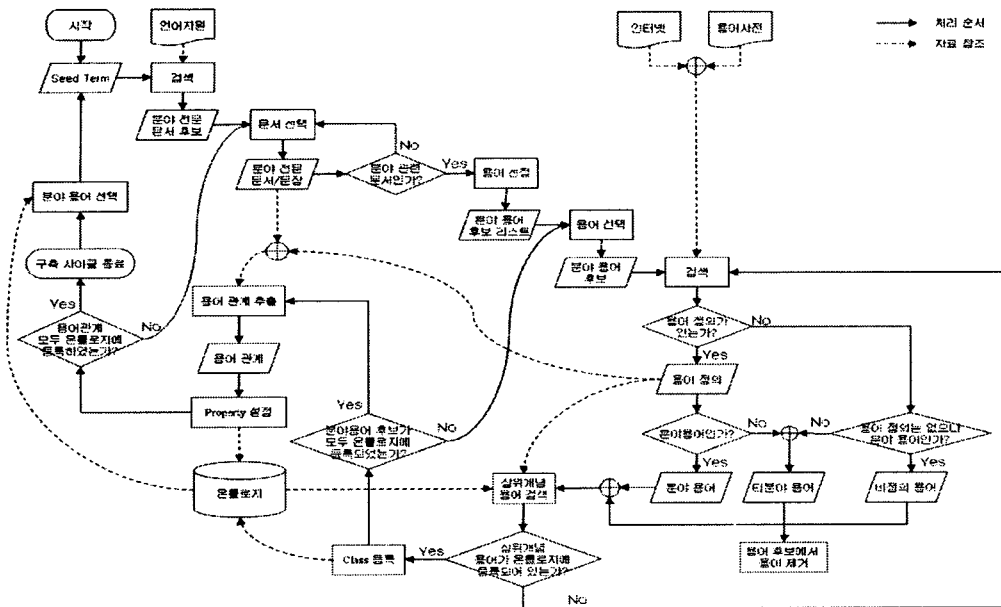 시작
언어자원
인터넷
용어사전
처리 순서
자료 참조
Seed Term
검색
분야 전문
문서 후보
문서 선택
No
분야 전문
문서/문장
분야 관련
문서인가?
Yes
용어 선정
분야 용어 선택
분야 용어
후보 리스트
용어 선택
구축 사이클 종료
분야 용어
후보
검색
Yes
용어 관계 추출
용어관계
모두 온톨로지에
등록하였는가?
No
용어 정의가
있는가?
No
용어 관계
Yes
용어 정의
Property 설정
Yes
분야용어 후보가
모두 온톨로지에
등록되었는가?
No
분야용어인가?
No
No
용어 정의는 없으나
분야 용어인가?
Yes
Yes
온톨로지
상위개념
용어 검색
분야 용어
타분야 용어
비정의 용어
Class 등록
Yes
상위개념
용어가 온톨로지에
등록되어 있는가?
용어 후보에서
용어 제거
No